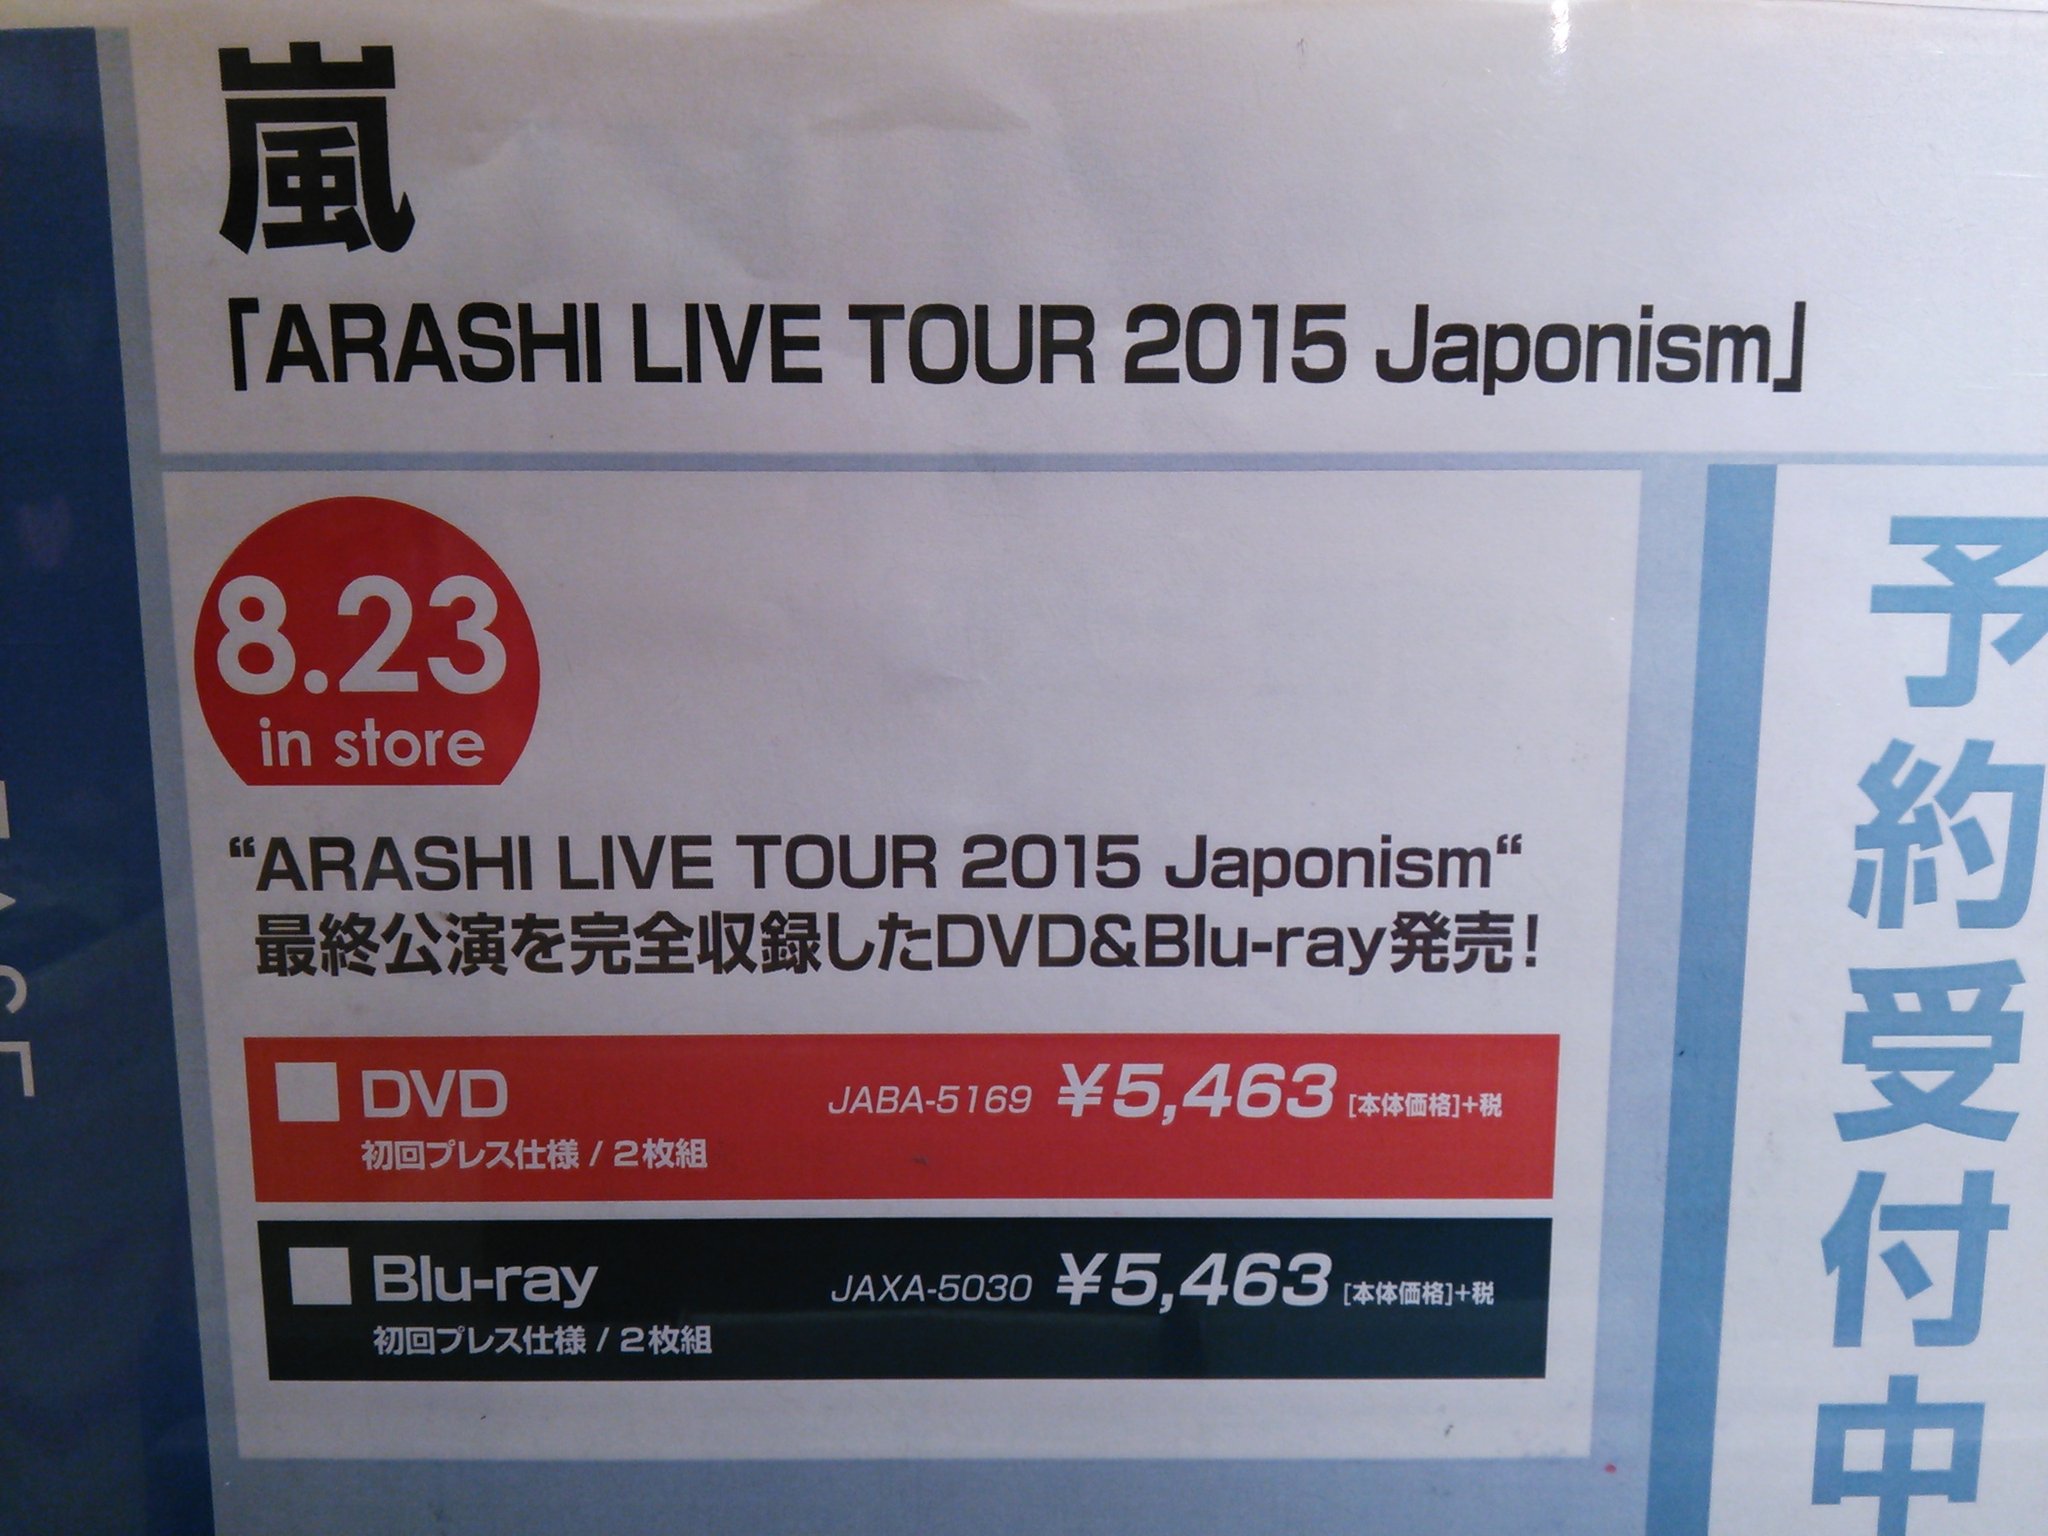 嵐
「ARASHI LIVE TOUR 2015 Japonism」
8.23
in store
“ARASHI LIVE TOUR 2015 Japonism“
最終公演を完全収録したDVD&Blu-ray発売!
DVD JABA-5169 ¥5,463 [本体価格]+税
初回プレス仕様 / 2枚組
Blu-ray JAXA-5030 ¥5,463 [本体価格]+税
初回プレス仕様 / 2枚組
予約受付中